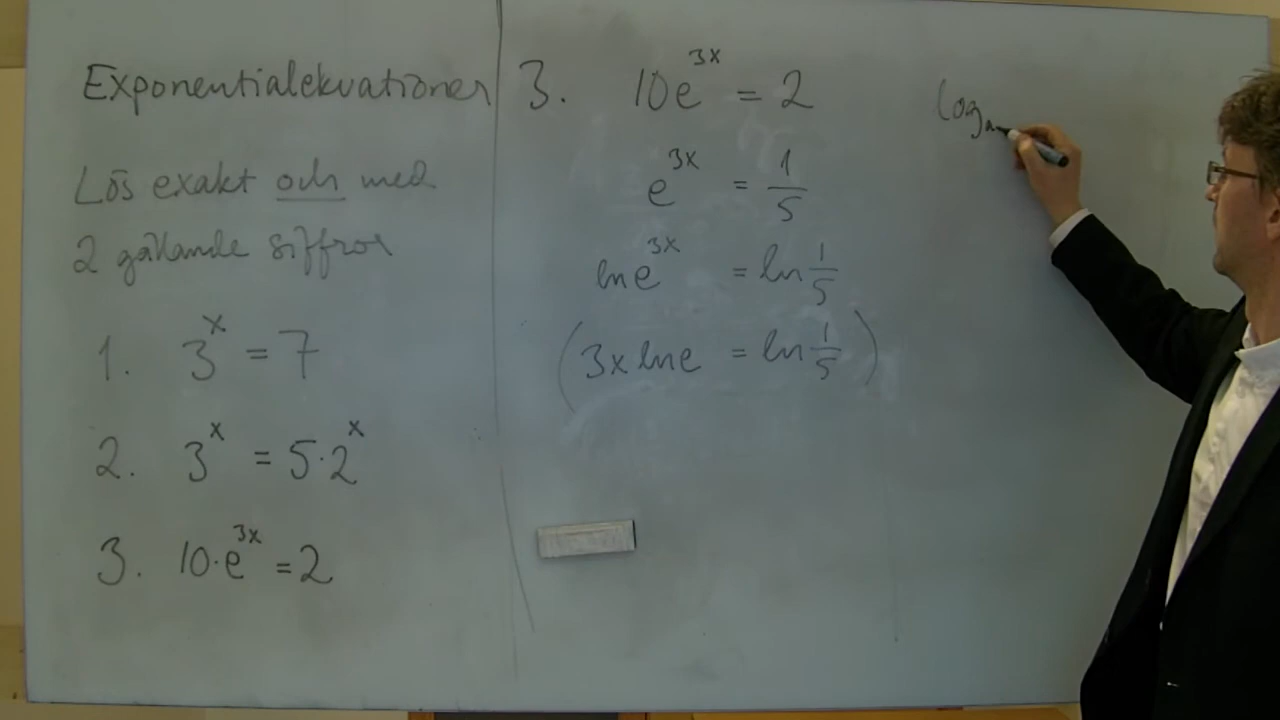 Exponentialekvationer
Lös exakt och med
2 gällande siffror
1. 3^x = 7
2. 3^x = 5·2^x
3. 10·e^{3x} = 2
3. 10e^{3x} = 2
e^{3x} = 1/5
ln e^{3x} = ln 1/5
(3x ln e = ln 1/5)
log_a